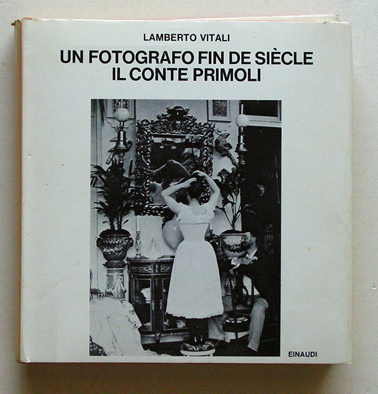 LAMBERTO VITALI
UN FOTOGRAFO FIN DE SIÈCLE
IL CONTE PRIMOLI
EINAUDI